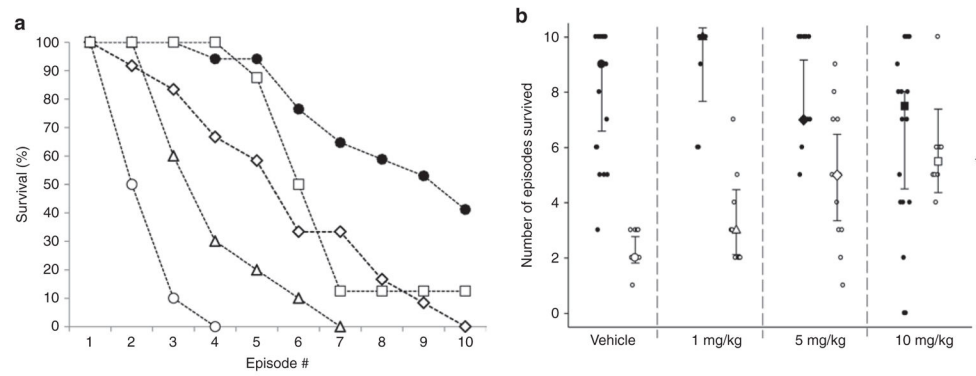 a
100
90
80
70
60
50
40
30
20
10
0
Survival (%)
1 2 3 4 5 6 7 8 9 10
Episode #
b
10
8
6
4
2
0
Number of episodes survived
Vehicle 1 mg/kg 5 mg/kg 10 mg/kg